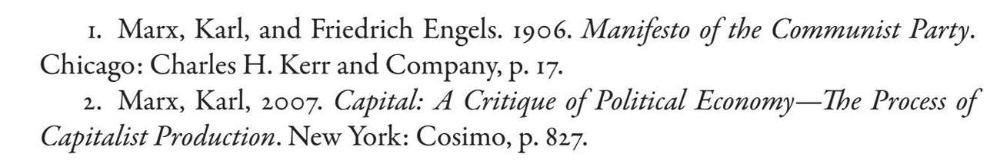 1. Marx, Karl, and Friedrich Engels. 1906. Manifesto of the Communist Party.
Chicago: Charles H. Kerr and Company, p. 17.
2. Marx, Karl, 2007. Capital: A Critique of Political Economy—The Process of
Capitalist Production. New York: Cosimo, p. 827.